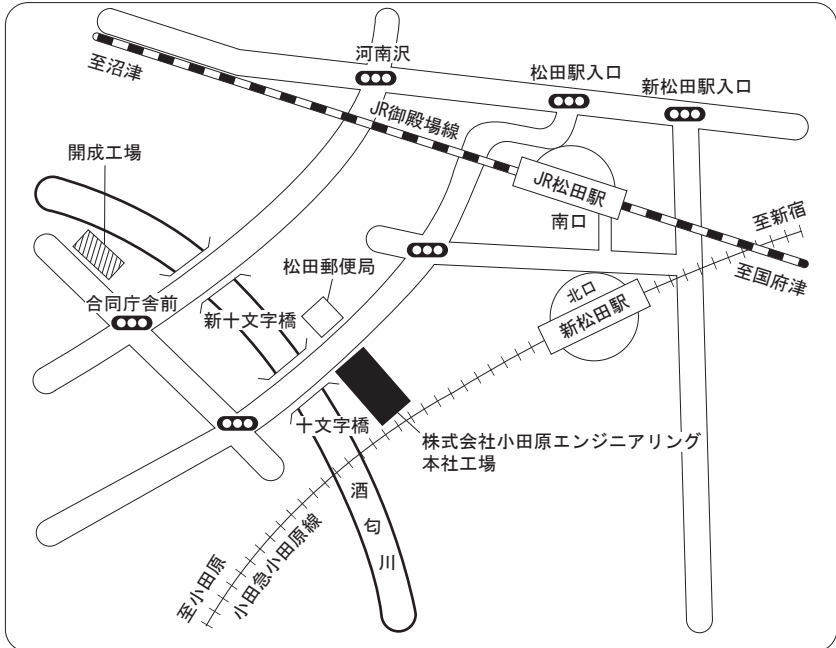 河南沢
松田駅入口
新松田駅入口
至沼津
JR御殿場線
開成工場
JR松田駅
南口
至新宿
至国府津
松田郵便局
北口
新松田駅
合同庁舎前
新十文字橋
十文字橋
株式会社小田原エンジニアリング
本社工場
酒匂川
至小田原
小田急小田原線